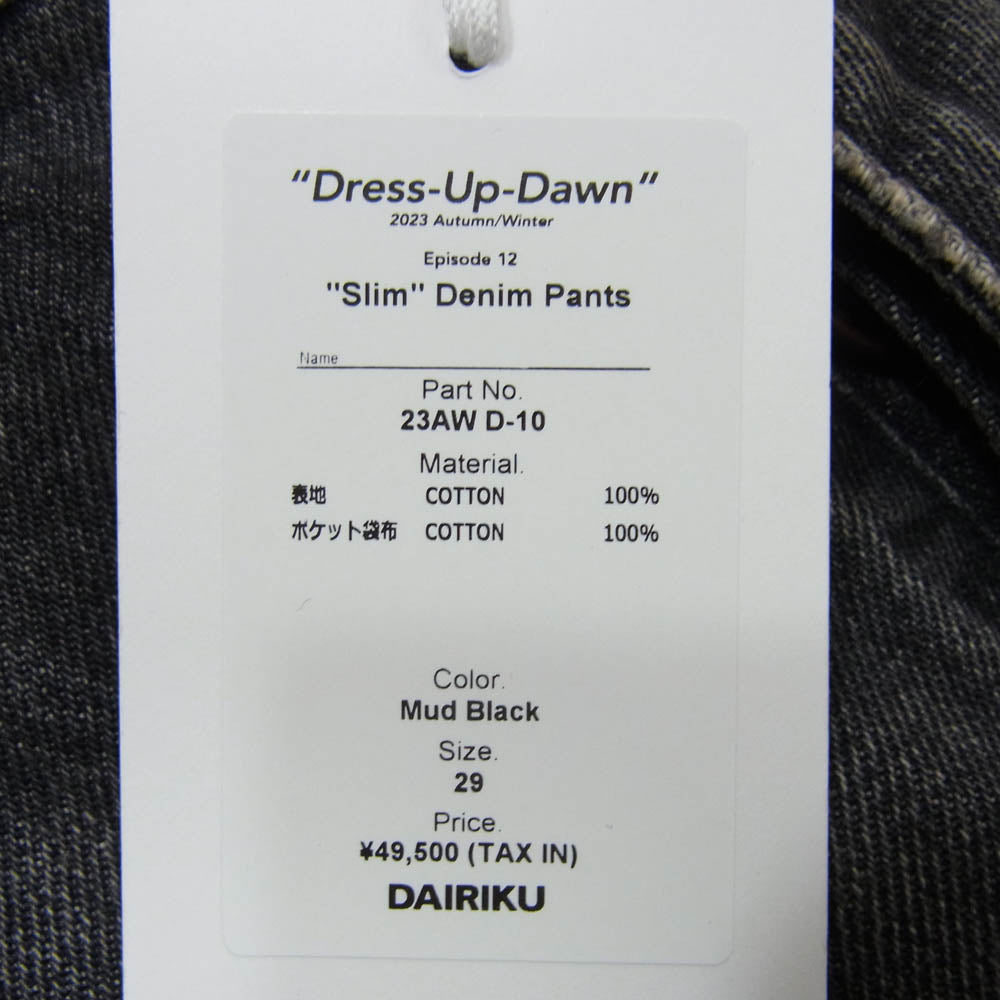 “Dress-Up-Dawn”
2023 Autumn/Winter
Episode 12
"Slim" Denim Pants
Name
Part No.
23AW D-10
Material.
表地 COTTON 100%
ポケット袋布 COTTON 100%
Color.
Mud Black
Size.
29
Price.
¥49,500 (TAX IN)
DAIRIKU